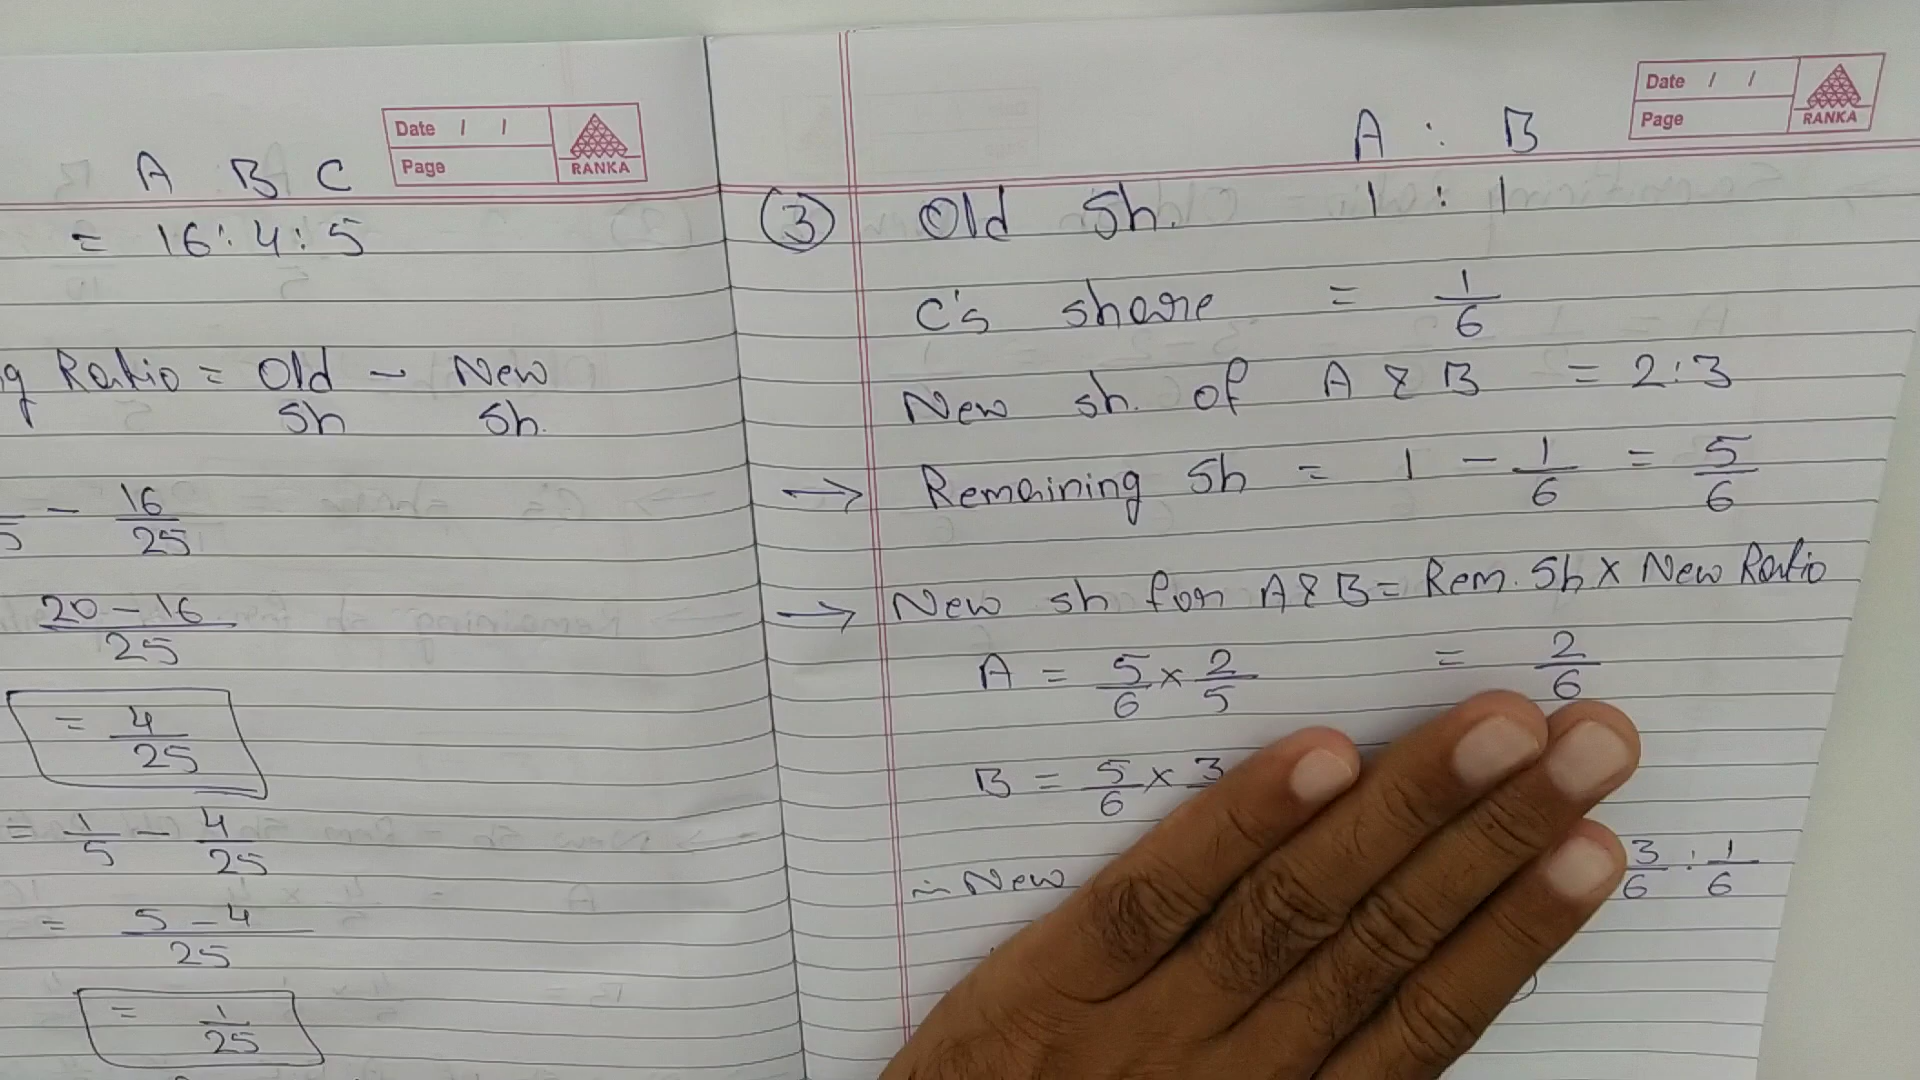 Date / /
Page
RANKA
A B C
= 16:4:5
Ratio = Old - New
Sh Sh.
- 16/25
20-16/25
= 4/25
= 1/5 - 4/25
= 5-4/25
= 1/25
Date / /
Page
RANKA
A : B
3 Old Sh. 1 : 1
C's share = 1/6
New sh. of A & B = 2:3
→ Remaining Sh = 1 - 1/6 = 5/6
→ New sh for A & B = Rem. Sh × New Ratio
A = 5/6 × 2/5 = 2/6
B = 5/6 × 3
∴ New 3/6 : 1/6